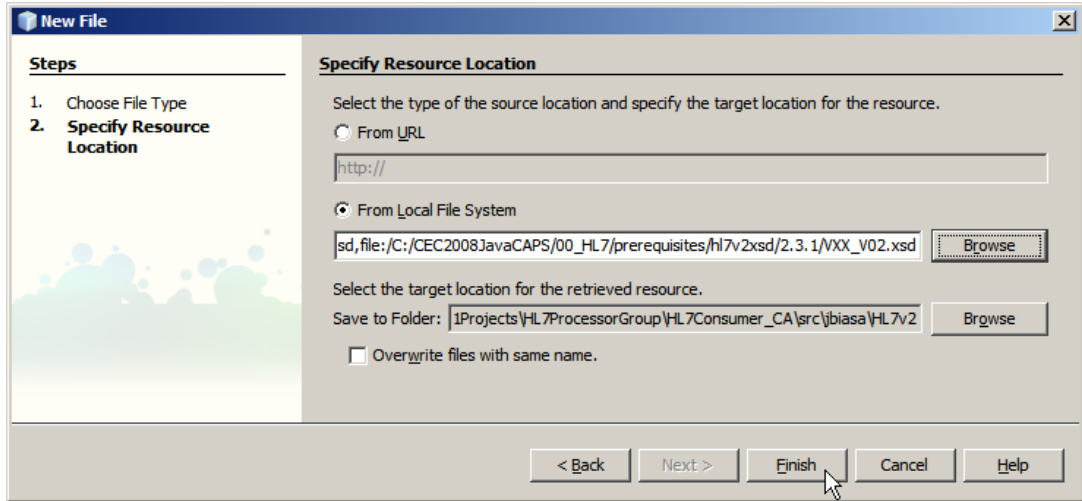 New File
Steps
1. Choose File Type
2. Specify Resource
Location
Specify Resource Location
Select the type of the source location and specify the target location for the resource.
From URL
http://
From Local File System
sd,file:/C:/CEC2008JavaCAPS/00_HL7/prerequisites/hl7v2xsd/2.3.1/VXX_V02.xsd Browse
Select the target location for the retrieved resource.
Save to Folder: 1Projects\HL7ProcessorGroup\HL7Consumer_CA\src\jbiasa\HL7v2 Browse
Overwrite files with same name.
< Back Next > Finish Cancel Help